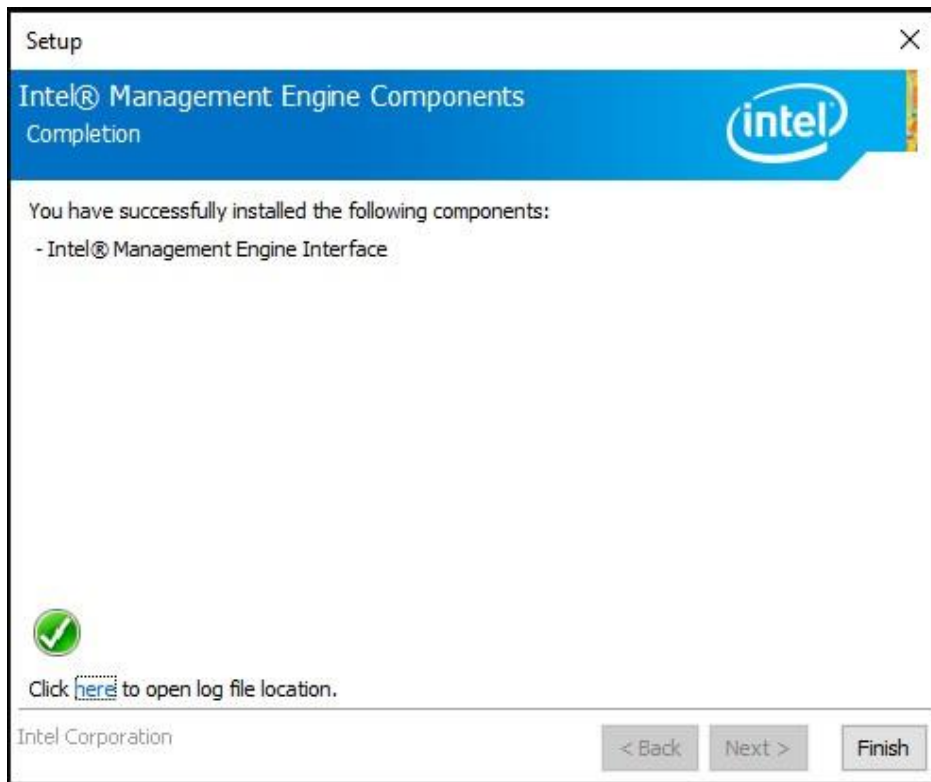 Setup
Intel® Management Engine Components
Completion
intel
You have successfully installed the following components:
- Intel® Management Engine Interface
Click here to open log file location.
Intel Corporation
< Back
Next >
Finish